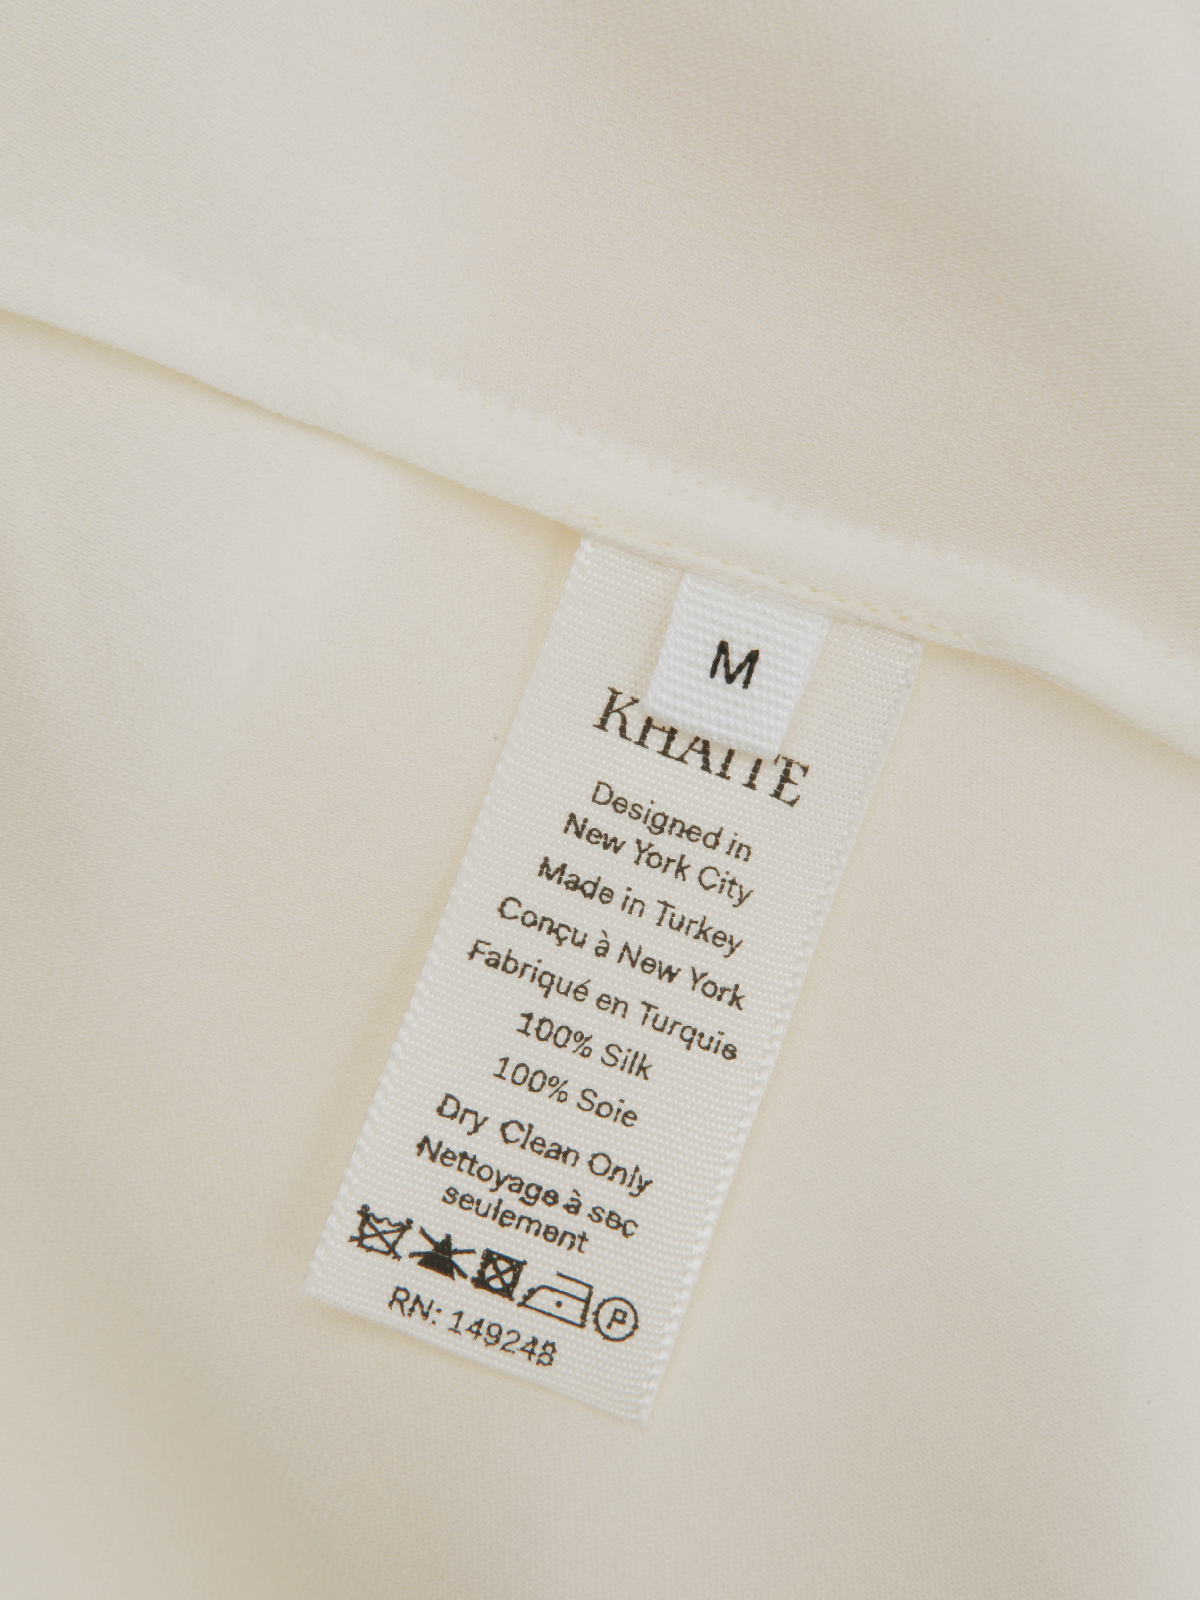 M
KHAITE
Designed in
New York City
Made in Turkey
Conçu à New York
Fabriqué en Turquie
100% Silk
100% Soie
Dry Clean Only
Nettoyage à sec
seulement
P
RN: 149248